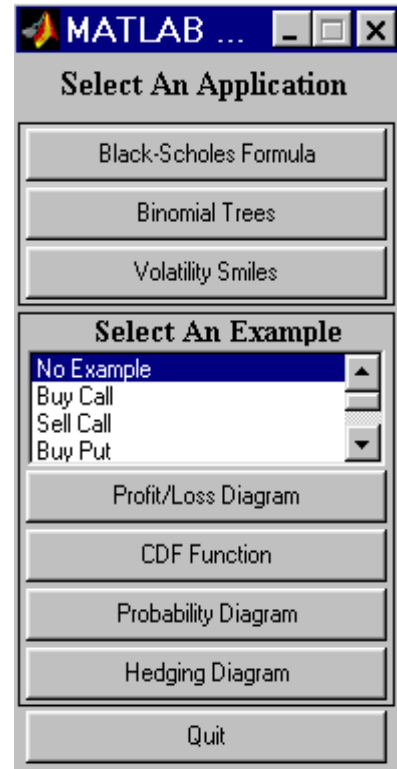 MATLAB ...
Select An Application
Black-Scholes Formula
Binomial Trees
Volatility Smiles
Select An Example
No Example
Buy Call
Sell Call
Buy Put
Profit/Loss Diagram
CDF Function
Probability Diagram
Hedging Diagram
Quit